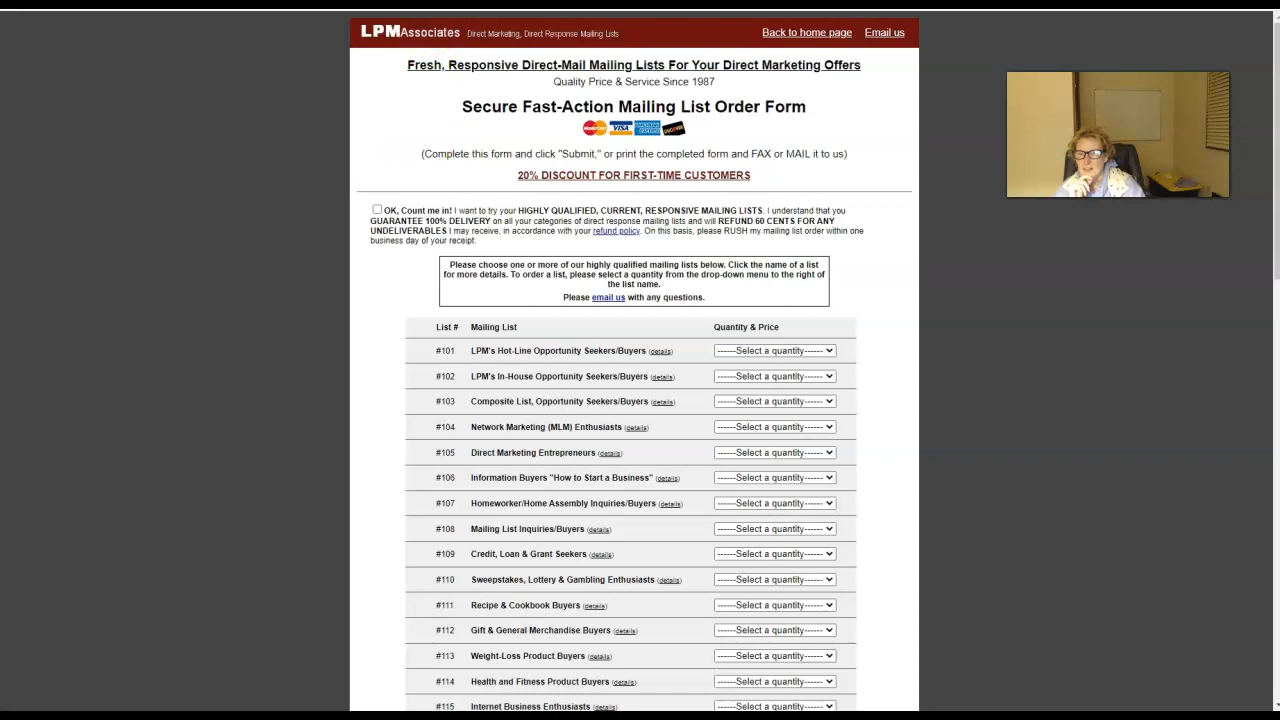 LPMAssociates Direct Marketing, Direct Response Mailing Lists Back to home page Email us
Fresh, Responsive Direct-Mail Mailing Lists For Your Direct Marketing Offers
Quality Price & Service Since 1987
Secure Fast-Action Mailing List Order Form
MasterCard VISA DISCOVER
(Complete this form and click "Submit," or print the completed form and FAX or MAIL it to us)
20% DISCOUNT FOR FIRST-TIME CUSTOMERS
OK, Count me in! I want to try your HIGHLY QUALIFIED, CURRENT, RESPONSIVE MAILING LISTS. I understand that you
GUARANTEE 100% DELIVERY on all your categories of direct response mailing lists and will REFUND 60 CENTS FOR ANY
UNDELIVERABLES I may receive, in accordance with your refund policy. On this basis, please RUSH my mailing list order within one
business day of your receipt:
Please choose one or more of our highly qualified mailing lists below. Click the name of a list
for more details. To order a list, please select a quantity from the drop-down menu to the right of
the list name.
Please email us with any questions.
List # Mailing List Quantity & Price
#101 LPM's Hot-Line Opportunity Seekers/Buyers (details) ------Select a quantity------
#102 LPM's In-House Opportunity Seekers/Buyers (details) ------Select a quantity------
#103 Composite List, Opportunity Seekers/Buyers (details) ------Select a quantity------
#104 Network Marketing (MLM) Enthusiasts (details) ------Select a quantity------
#105 Direct Marketing Entrepreneurs (details) ------Select a quantity------
#106 Information Buyers "How to Start a Business" (details) ------Select a quantity------
#107 Homeworker/Home Assembly Inquiries/Buyers (details) ------Select a quantity------
#108 Mailing List Inquiries/Buyers (details) ------Select a quantity------
#109 Credit, Loan & Grant Seekers (details) ------Select a quantity------
#110 Sweepstakes, Lottery & Gambling Enthusiasts (details) ------Select a quantity------
#111 Recipe & Cookbook Buyers (details) ------Select a quantity------
#112 Gift & General Merchandise Buyers (details) ------Select a quantity------
#113 Weight-Loss Product Buyers (details) ------Select a quantity------
#114 Health and Fitness Product Buyers (details) ------Select a quantity------
#115 Internet Business Enthusiasts (details) ------Select a quantity------